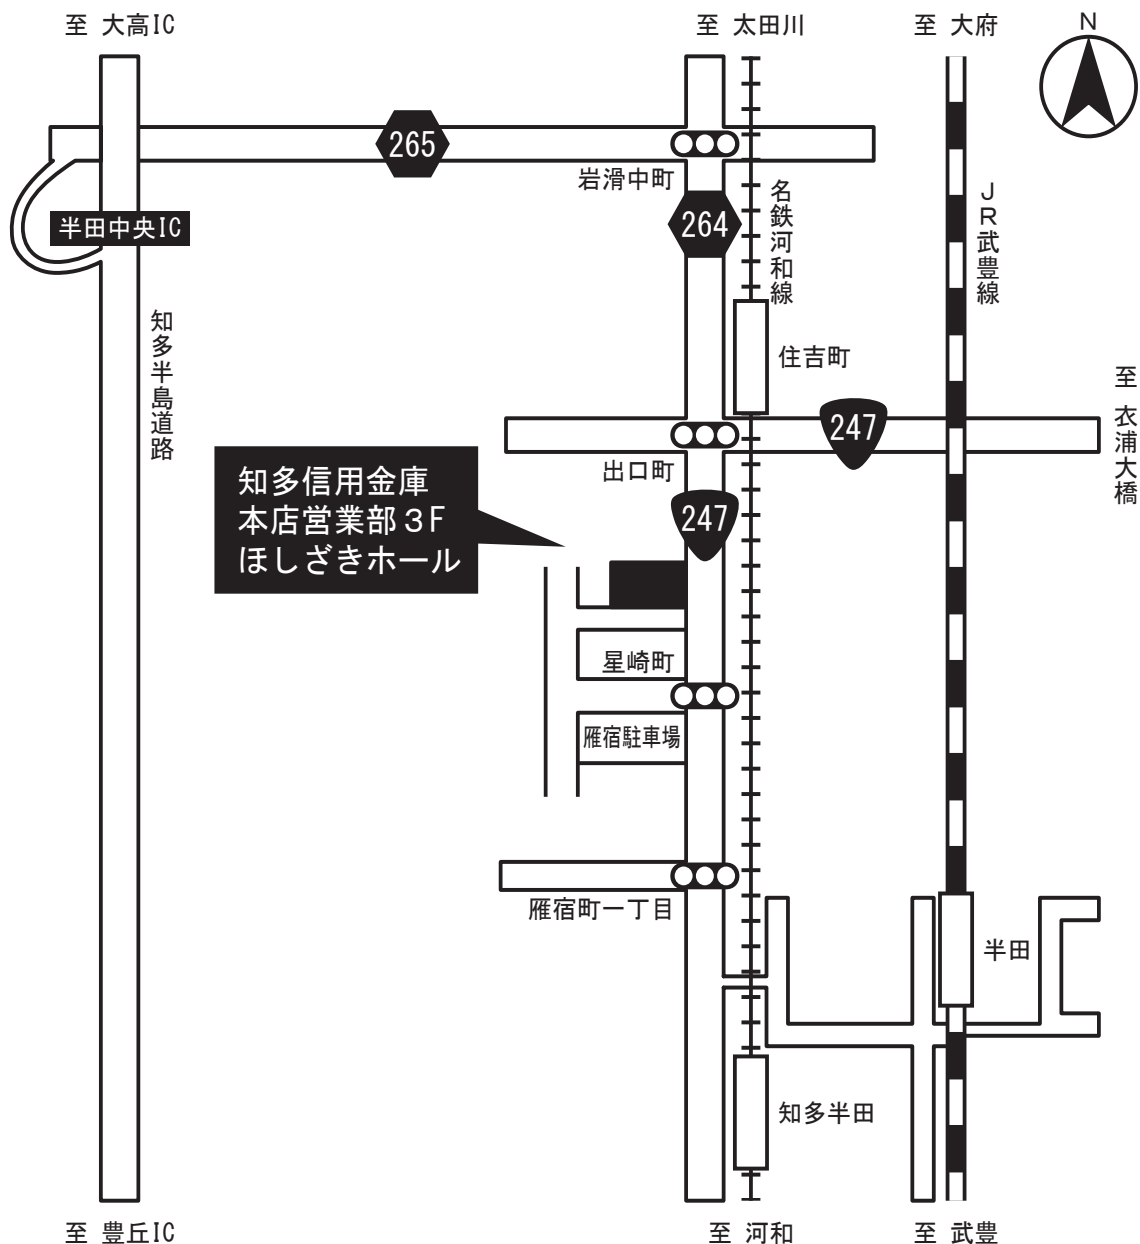 至 大高IC
至 太田川
至 大府
N
265
岩滑中町
264
名鉄河和線
JR武豊線
半田中央IC
知多半島道路
住吉町
至 衣浦大橋
247
出口町
知多信用金庫
本店営業部3F
ほしざきホール
247
星崎町
雁宿駐車場
雁宿町一丁目
半田
知多半田
至 豊丘IC
至 河和
至 武豊